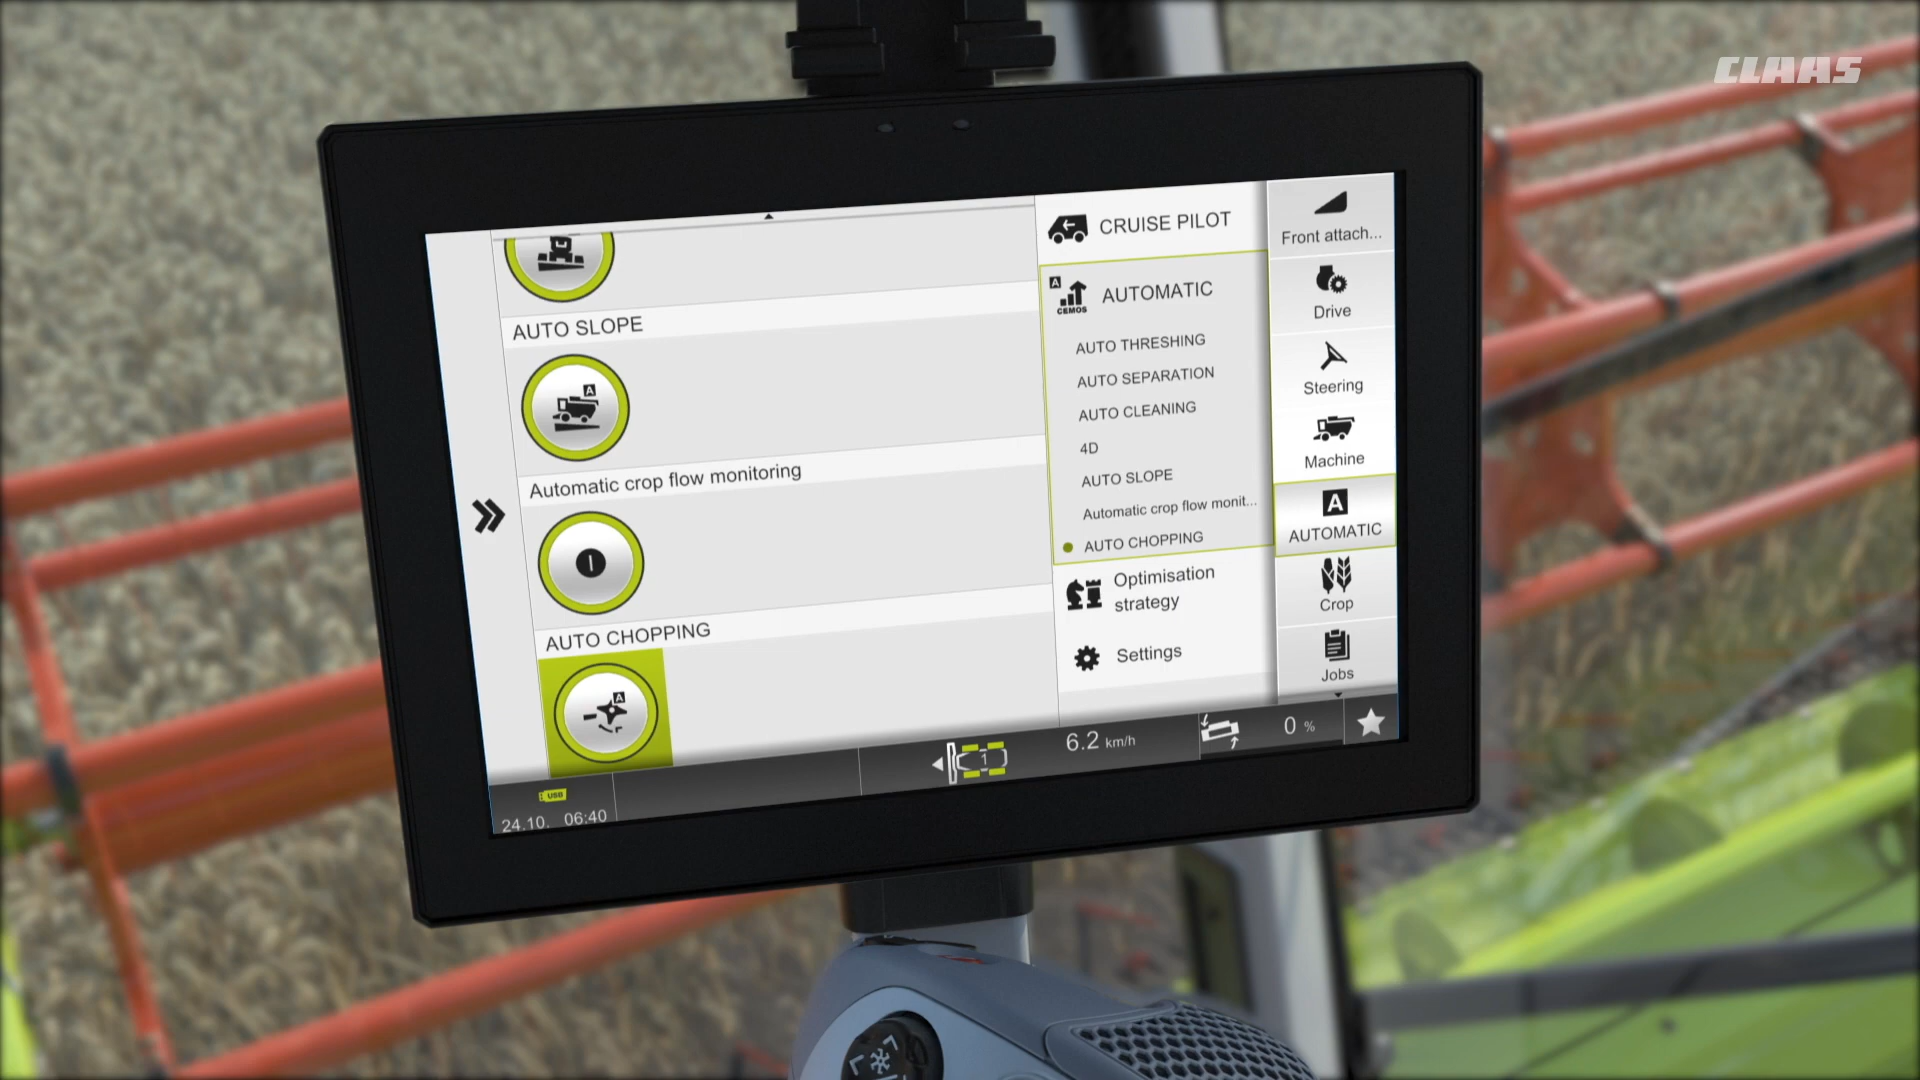 CLAAS
AUTO SLOPE
A
Automatic crop flow monitoring
AUTO CHOPPING
A
CRUISE PILOT
A
CEMOS
AUTOMATIC
AUTO THRESHING
AUTO SEPARATION
AUTO CLEANING
4D
AUTO SLOPE
Automatic crop flow monit...
AUTO CHOPPING
Optimisation
strategy
Settings
Front attach...
Drive
Steering
Machine
A
AUTOMATIC
Crop
Jobs
USB
24.10. 06:40
1
6.2 km/h
0 %